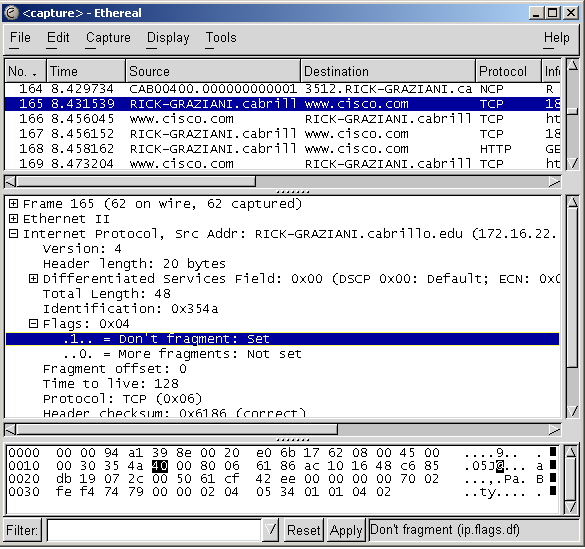 <capture> - Ethereal
File Edit Capture Display Tools Help
No. Time Source Destination Protocol Info
164 8.429734 CAB00400.000000000001 3512.RICK-GRAZIANI.ca NCP R
165 8.431539 RICK-GRAZIANI.cabrill www.cisco.com TCP 18
166 8.456045 www.cisco.com RICK-GRAZIANI.cabrill TCP ht
167 8.456152 RICK-GRAZIANI.cabrill www.cisco.com TCP 18
168 8.458162 RICK-GRAZIANI.cabrill www.cisco.com HTTP GE
169 8.473204 www.cisco.com RICK-GRAZIANI.cabrill TCP ht
Frame 165 (62 on wire, 62 captured)
Ethernet II
Internet Protocol, Src Addr: RICK-GRAZIANI.cabrillo.edu (172.16.22.
Version: 4
Header length: 20 bytes
Differentiated Services Field: 0x00 (DSCP 0x00: Default; ECN: 0x0
Total Length: 48
Identification: 0x354a
Flags: 0x04
.1.. = Don't fragment: Set
..0. = More fragments: Not set
Fragment offset: 0
Time to live: 128
Protocol: TCP (0x06)
Header checksum: 0x6186 (correct)
0000 00 00 94 a1 39 8e 00 20 e0 6b 17 62 08 00 45 00 ....9.. .
0010 00 30 35 4a 40 00 80 06 61 86 ac 10 16 48 c6 85 .05J@... a
0020 db 19 07 2c 00 50 61 cf 42 ee 00 00 00 00 70 02 ...,.Pa. B
0030 fe f4 74 79 00 00 02 04 05 34 01 01 04 02 ..ty.... .
Filter: Reset Apply Don't fragment (ip.flags.df)